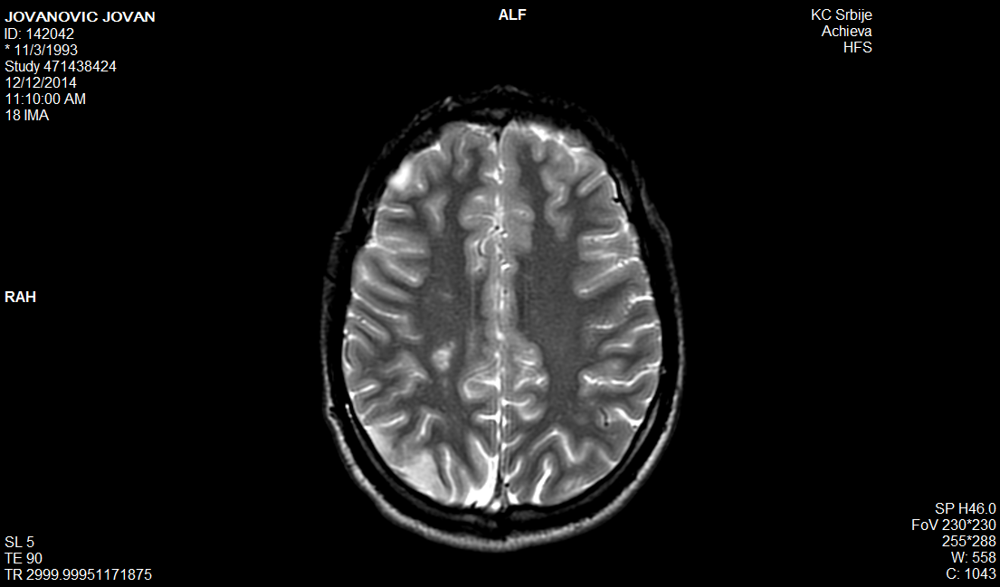 JOVANOVIC JOVAN
ID: 142042
* 11/3/1993
Study 471438424
12/12/2014
11:10:00 AM
18 IMA
ALF
KC Srbije
Achieva
HFS
RAH
SL 5
TE 90
TR 2999.99951171875
SP H46.0
FoV 230*230
255*288
W: 558
C: 1043